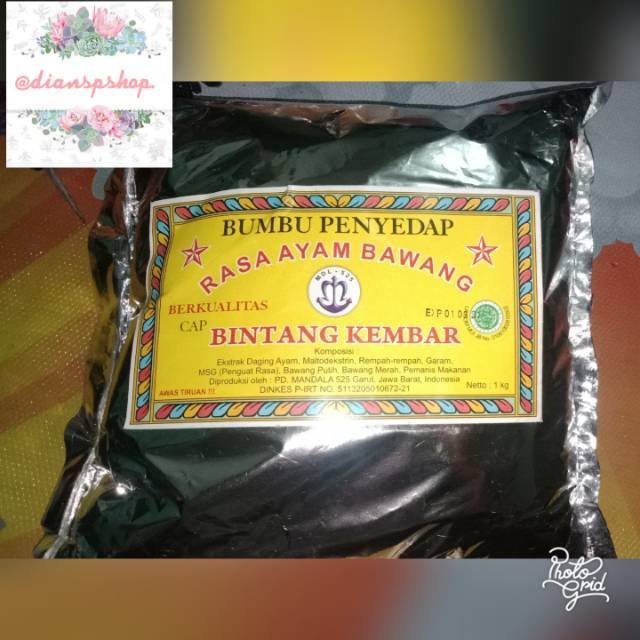 @dianspshop.
BUMBU PENYEDAP
RASA AYAM BAWANG
MDL - 525
BERKUALITAS
CAP
BINTANG KEMBAR
Komposisi
Ekstrak Daging Ayam, Maltodekstrin, Rempah-rempah, Garam,
MSG (Penguat Rasa), Bawang Putih, Bawang Merah, Pemanis Makanan
Diproduksi oleh : PD. MANDALA 525 Garut, Jawa Barat, Indonesia
DINKES P-IRT NO. 5113205010672-21
AWAS TIRUAN !!!
Netto : 1 kg
Photo
Grid